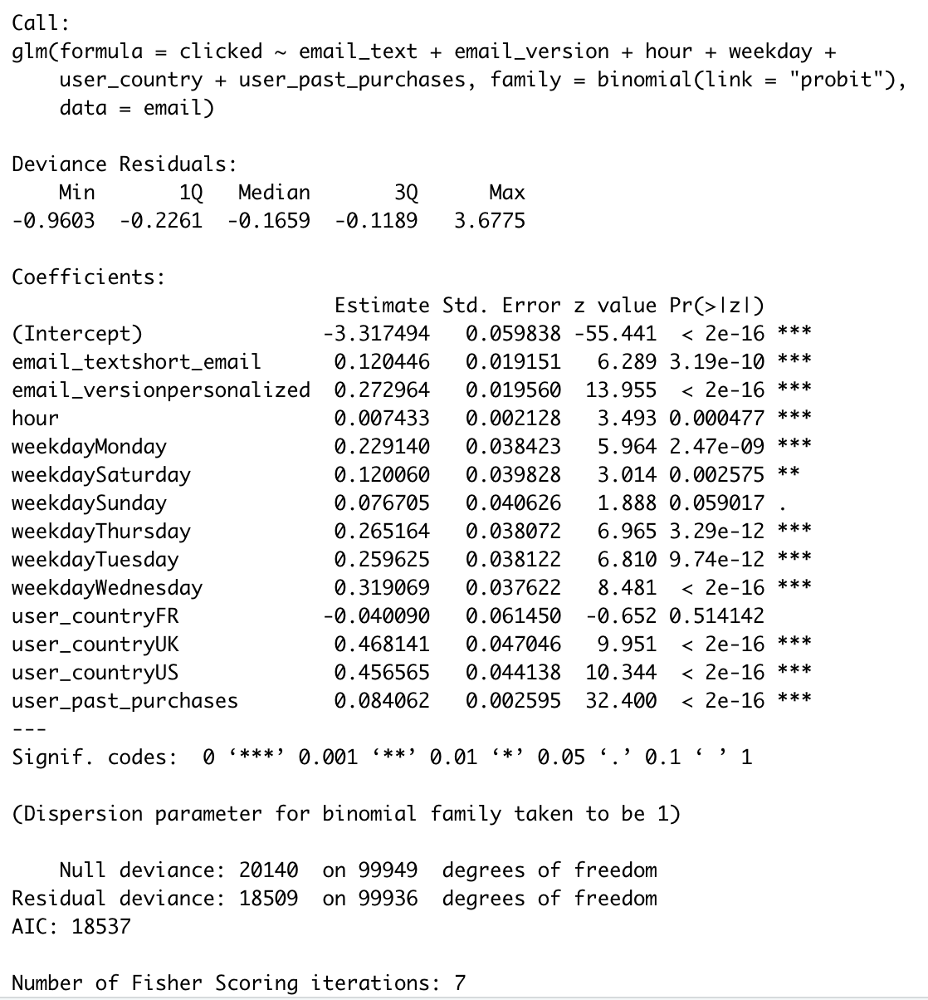 Call:
glm(formula = clicked ~ email_text + email_version + hour + weekday +
    user_country + user_past_purchases, family = binomial(link = "probit"),
    data = email)

Deviance Residuals:
    Min       1Q   Median       3Q      Max
-0.9603  -0.2261  -0.1659  -0.1189   3.6775

Coefficients:
                           Estimate Std. Error z value Pr(>|z|)
(Intercept)               -3.317494   0.059838 -55.441  < 2e-16 ***
email_textshort_email      0.120446   0.019151   6.289 3.19e-10 ***
email_versionpersonalized  0.272964   0.019560  13.955  < 2e-16 ***
hour                       0.007433   0.002128   3.493 0.000477 ***
weekdayMonday              0.229140   0.038423   5.964 2.47e-09 ***
weekdaySaturday            0.120060   0.039828   3.014 0.002575 **
weekdaySunday              0.076705   0.040626   1.888 0.059017 .
weekdayThursday            0.265164   0.038072   6.965 3.29e-12 ***
weekdayTuesday             0.259625   0.038122   6.810 9.74e-12 ***
weekdayWednesday           0.319069   0.037622   8.481  < 2e-16 ***
user_countryFR            -0.040090   0.061450  -0.652 0.514142
user_countryUK             0.468141   0.047046   9.951  < 2e-16 ***
user_countryUS             0.456565   0.044138  10.344  < 2e-16 ***
user_past_purchases        0.084062   0.002595  32.400  < 2e-16 ***
---
Signif. codes:  0 ‘***’ 0.001 ‘**’ 0.01 ‘*’ 0.05 ‘.’ 0.1 ‘ ’ 1

(Dispersion parameter for binomial family taken to be 1)

    Null deviance: 20140  on 99949  degrees of freedom
Residual deviance: 18509  on 99936  degrees of freedom
AIC: 18537

Number of Fisher Scoring iterations: 7